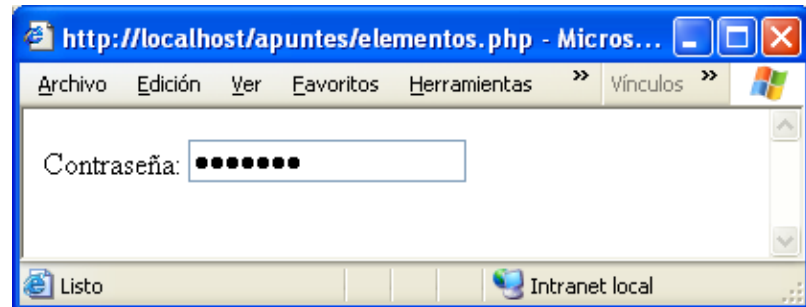 http://localhost/apuntes/elementos.php - Micros...
Archivo Edición Ver Favoritos Herramientas » Vínculos »
Contraseña: •••••••
Listo Intranet local